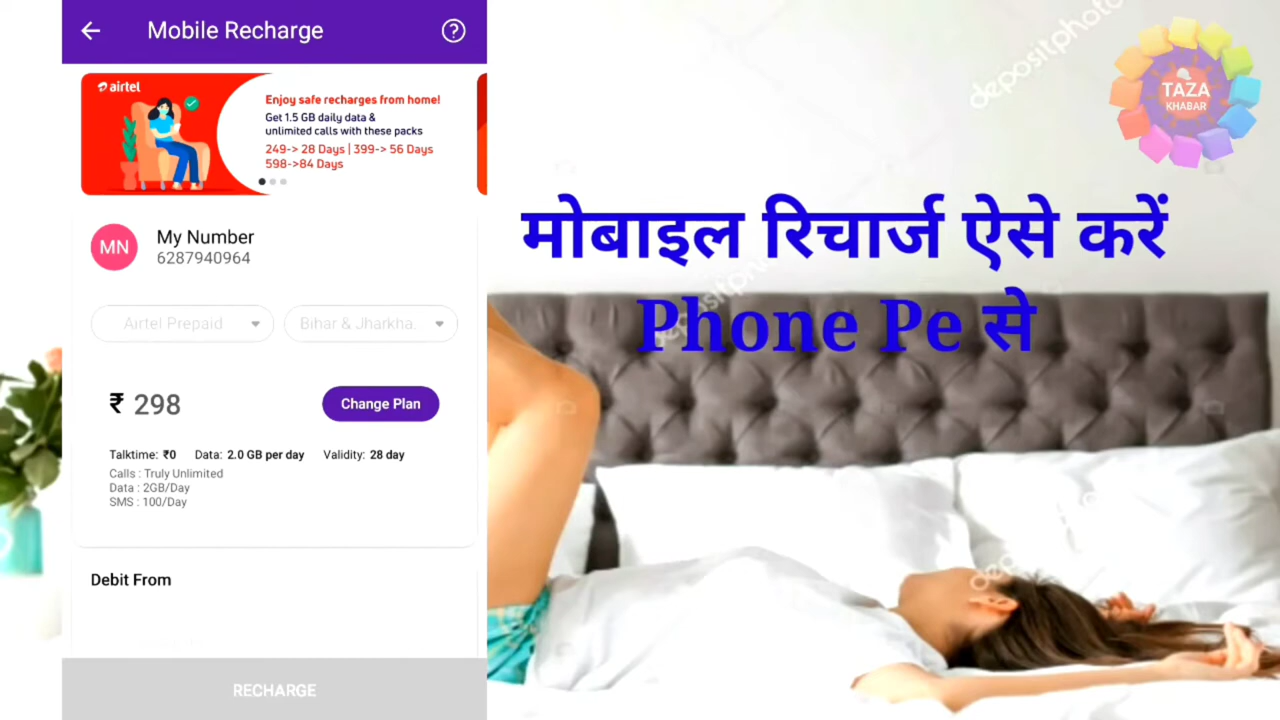 Mobile Recharge
?
airtel
Enjoy safe recharges from home!
Get 1.5 GB daily data &
unlimited calls with these packs
249-> 28 Days | 399-> 56 Days
598->84 Days
MN
My Number
6287940964
Airtel Prepaid
Bihar & Jharkha.
₹ 298
Change Plan
Talktime: ₹0 Data: 2.0 GB per day Validity: 28 day
Calls : Truly Unlimited
Data : 2GB/Day
SMS : 100/Day
Debit From
RECHARGE
depositphoto
TAZA
KHABAR
मोबाइल रिचार्ज ऐसे करें
Phone Pe से